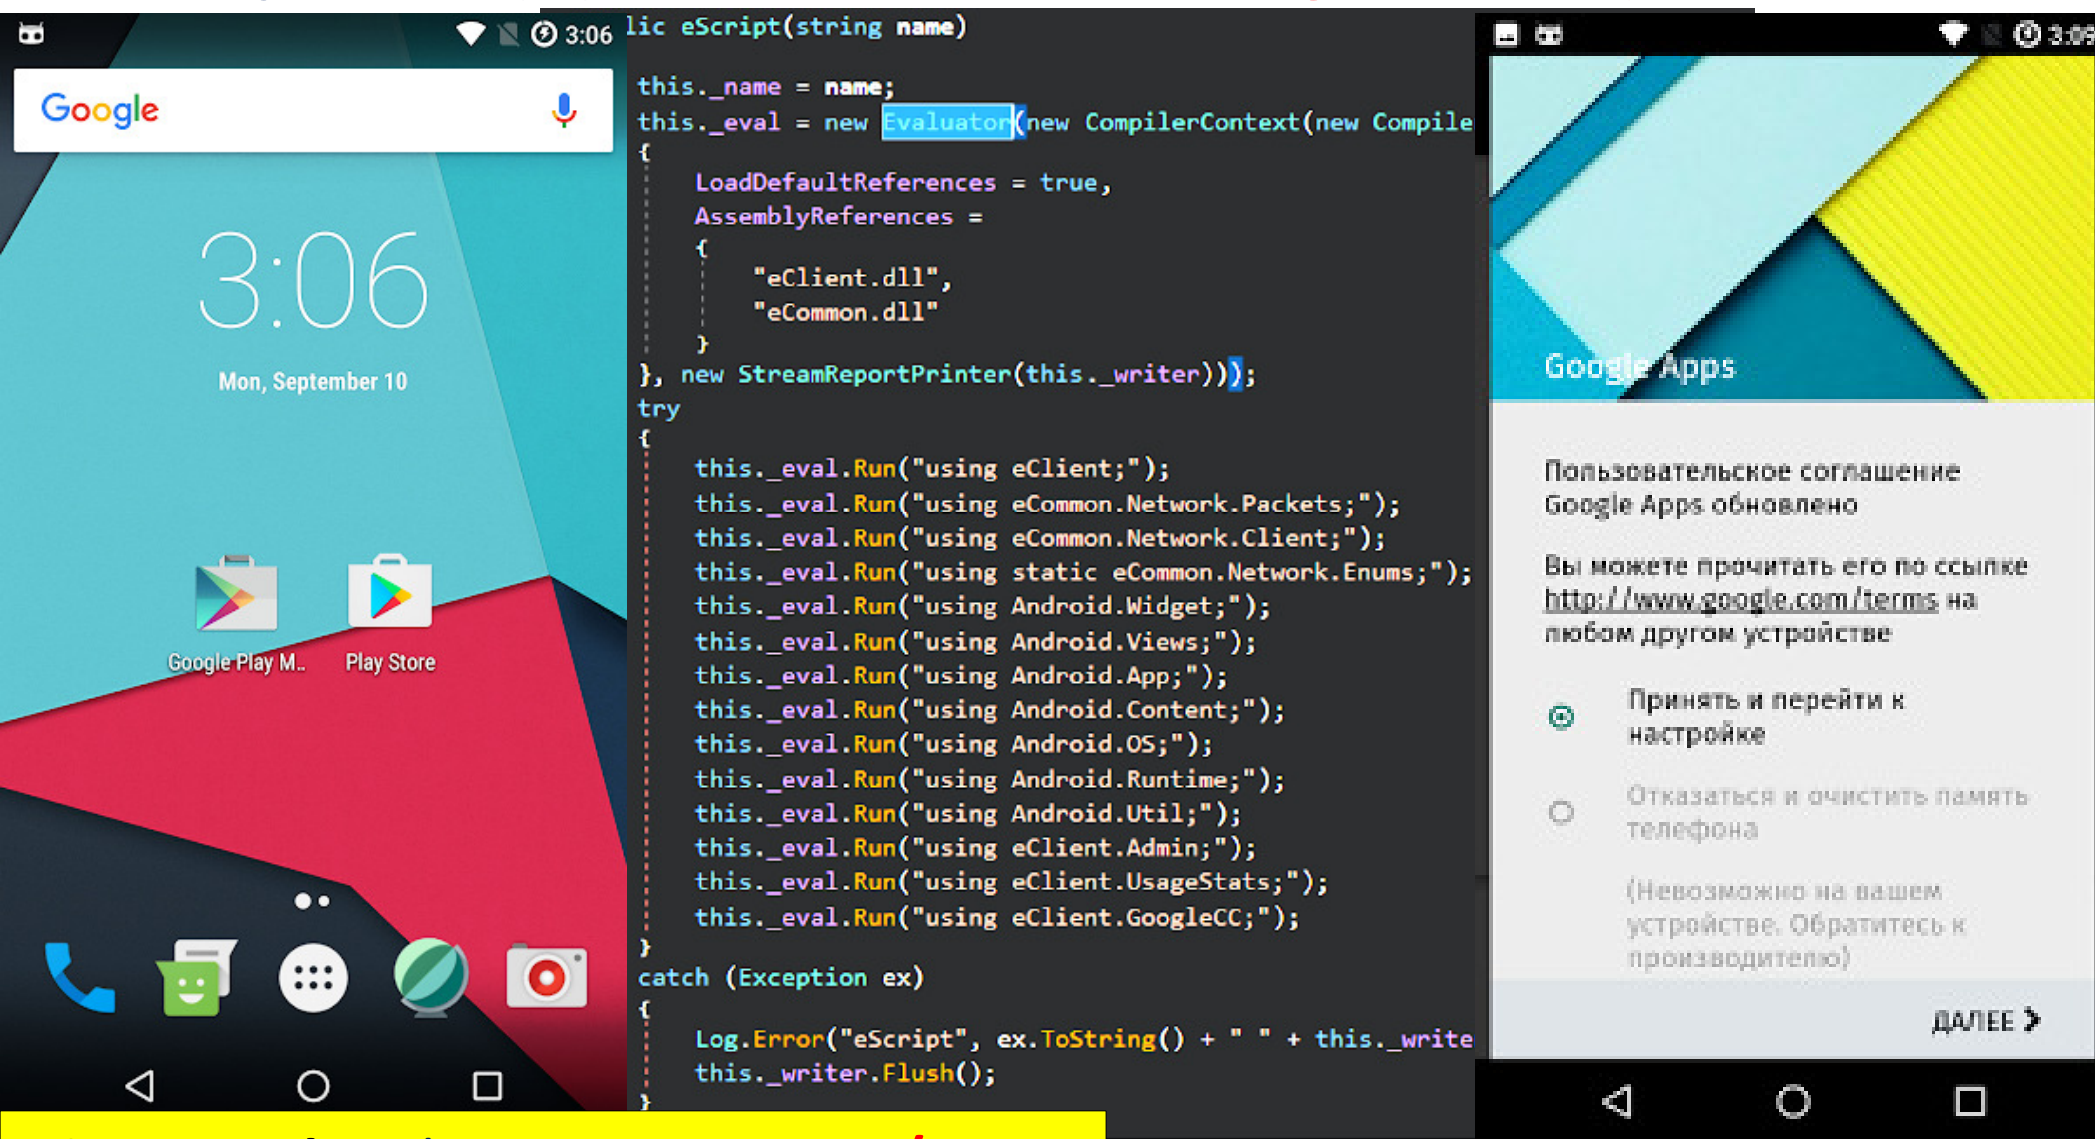 3:06
Google
3:06
Mon, September 10
Google Play M..
Play Store
lic eScript(string name)
this._name = name;
this._eval = new Evaluator(new CompilerContext(new Compile
{
LoadDefaultReferences = true,
AssemblyReferences =
{
"eClient.dll",
"eCommon.dll"
}
}, new StreamReportPrinter(this._writer)));
try
{
this._eval.Run("using eClient;");
this._eval.Run("using eCommon.Network.Packets;");
this._eval.Run("using eCommon.Network.Client;");
this._eval.Run("using static eCommon.Network.Enums;");
this._eval.Run("using Android.Widget;");
this._eval.Run("using Android.Views;");
this._eval.Run("using Android.App;");
this._eval.Run("using Android.Content;");
this._eval.Run("using Android.OS;");
this._eval.Run("using Android.Runtime;");
this._eval.Run("using Android.Util;");
this._eval.Run("using eClient.Admin;");
this._eval.Run("using eClient.UsageStats;");
this._eval.Run("using eClient.GoogleCC;");
}
catch (Exception ex)
{
Log.Error("eScript", ex.ToString() + " " + this._write
this._writer.Flush();
}
3:09
Google Apps
Пользовательское соглашение
Google Apps обновлено
Вы можете прочитать его по ссылке
http://www.google.com/terms на
любом другом устройстве
Принять и перейти к
настройке
Отказаться и очистить память
телефона
(Невозможно на вашем
устройстве. Обратитесь к
производителю)
ДАЛЕЕ